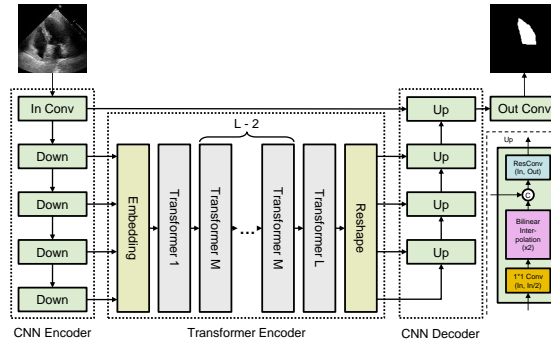 In Conv
Down
Down
Down
Down
CNN Encoder
L - 2
Embedding
Transformer 1
Transformer M
...
Transformer M
Transformer L
Reshape
Transformer Encoder
Up
Up
Up
Up
CNN Decoder
Out Conv
Up
ResConv
(In, Out)
C
Bilinear
Inter-
polation
(x2)
1*1 Conv
(In, In/2)